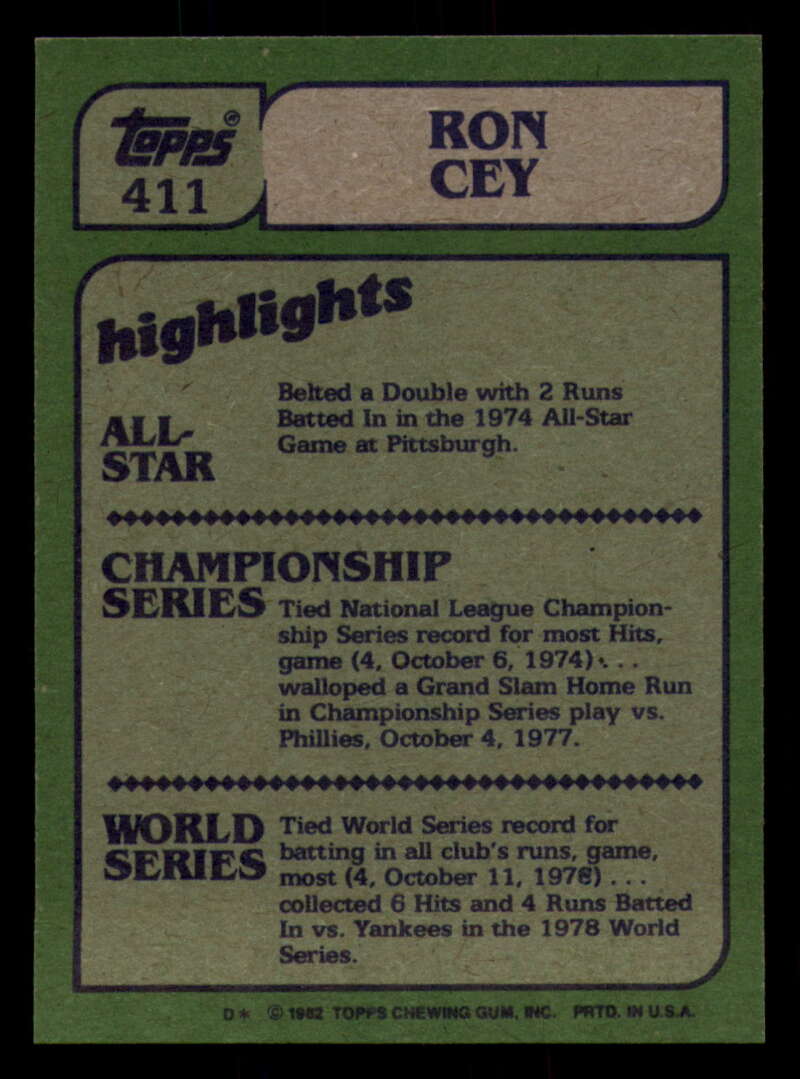 topps®
411
RON
CEY
highlights
ALL-
STAR
Belted a Double with 2 Runs
Batted In in the 1974 All-Star
Game at Pittsburgh.
CHAMPIONSHIP
SERIES
Tied National League Champion-
ship Series record for most Hits,
game (4, October 6, 1974) . . .
walloped a Grand Slam Home Run
in Championship Series play vs.
Phillies, October 4, 1977.
WORLD
SERIES
Tied World Series record for
batting in all club's runs, game,
most (4, October 11, 1978) . . .
collected 6 Hits and 4 Runs Batted
In vs. Yankees in the 1978 World
Series.
D* © 1982 TOPPS CHEWING GUM, INC. PRTD. IN U.S.A.